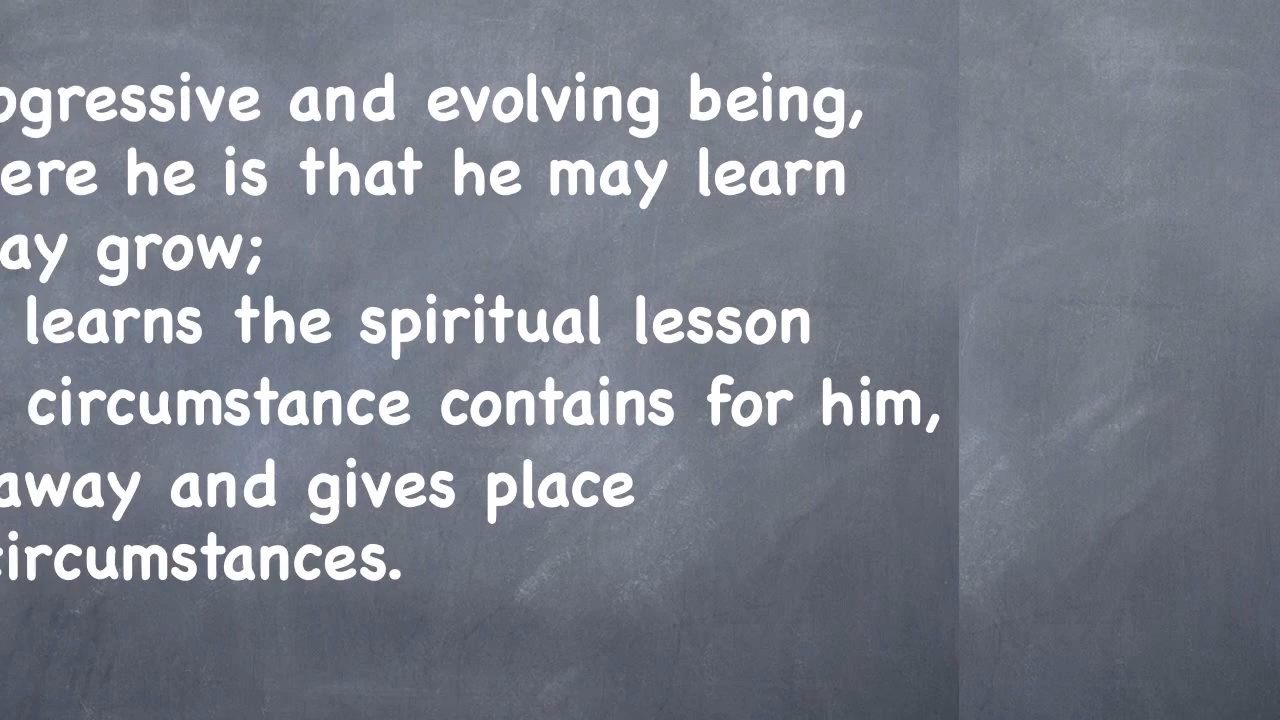 ogressive and evolving being,
ere he is that he may learn
ay grow;
learns the spiritual lesson
circumstance contains for him,
away and gives place
circumstances.